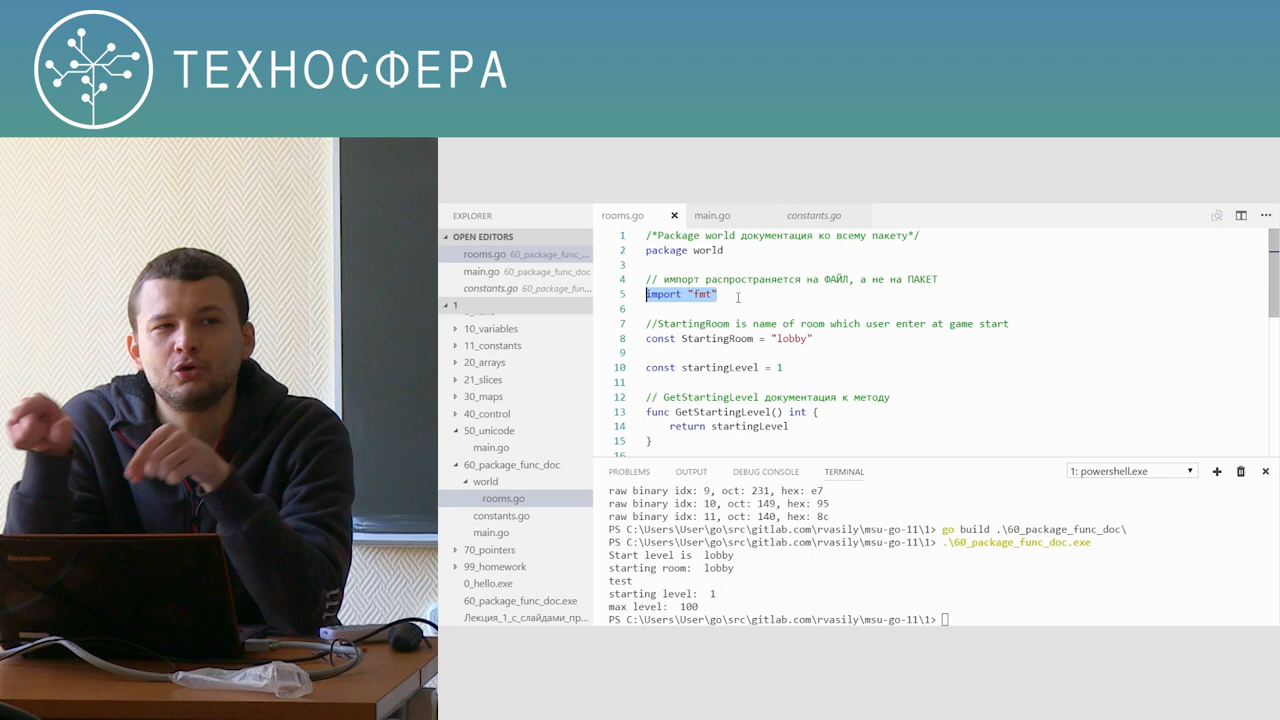 ТЕХНОСФЕРА
EXPLORER
OPEN EDITORS
rooms.go 60_package_func_...
main.go 60_package_func_doc
constants.go 60_package_fun...
1
10_variables
11_constants
20_arrays
21_slices
30_maps
40_control
50_unicode
main.go
60_package_func_doc
world
rooms.go
constants.go
main.go
70_pointers
99_homework
0_hello.exe
60_package_func_doc.exe
Лекция_1_с_слайдами_пр...
rooms.go main.go constants.go
1 /*Package world документация ко всему пакету*/
2 package world
3
4 // импорт распространяется на ФАЙЛ, а не на ПАКЕТ
5 import "fmt"
6
7 //StartingRoom is name of room which user enter at game start
8 const StartingRoom = "lobby"
9
10 const startingLevel = 1
11
12 // GetStartingLevel документация к методу
13 func GetStartingLevel() int {
14 return startingLevel
15 }
16
PROBLEMS OUTPUT DEBUG CONSOLE TERMINAL 1: powershell.exe
raw binary idx: 9, oct: 231, hex: e7
raw binary idx: 10, oct: 149, hex: 95
raw binary idx: 11, oct: 140, hex: 8c
PS C:\Users\User\go\src\gitlab.com\rvasily\msu-go-11\1> go build .\60_package_func_doc\
PS C:\Users\User\go\src\gitlab.com\rvasily\msu-go-11\1> .\60_package_func_doc.exe
Start level is lobby
starting room: lobby
test
starting level: 1
max level: 100
PS C:\Users\User\go\src\gitlab.com\rvasily\msu-go-11\1>